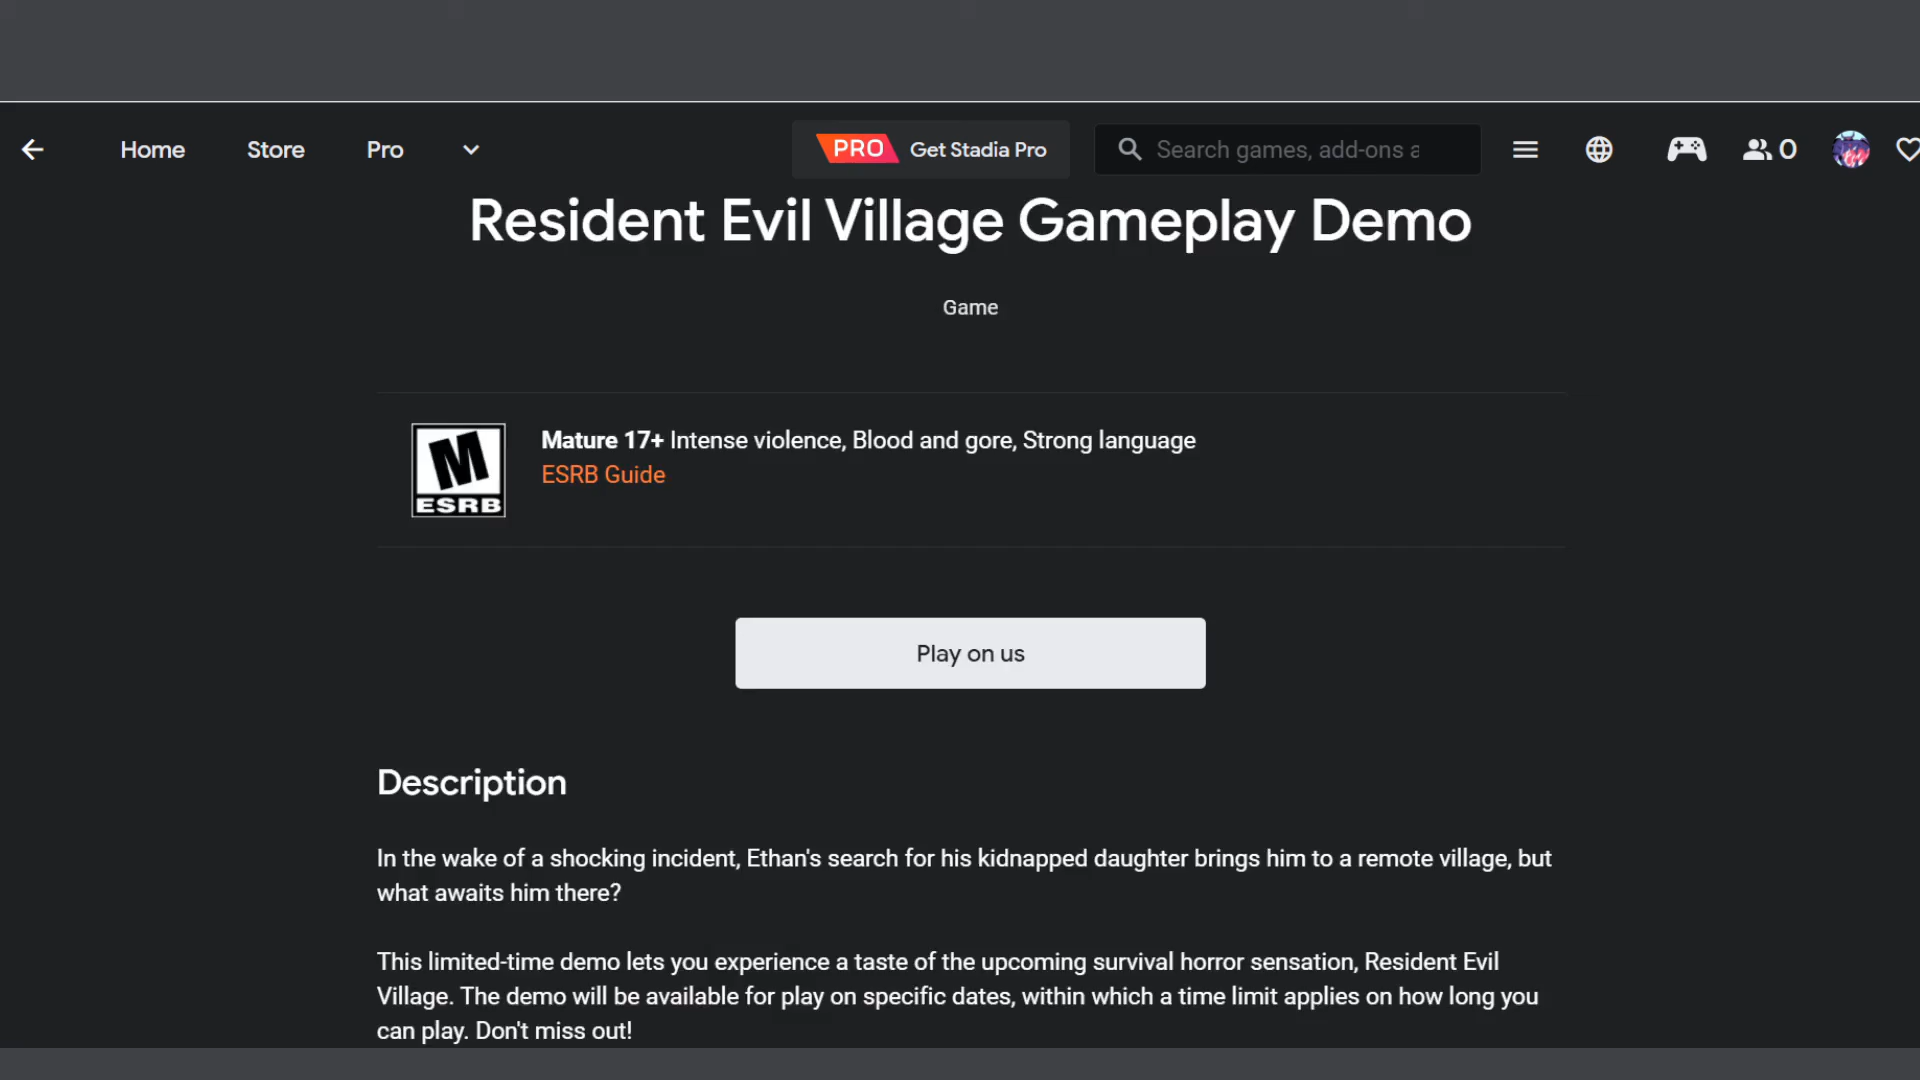 Home Store Pro PRO Get Stadia Pro Search games, add-ons a 0
Resident Evil Village Gameplay Demo
Game
M
ESRB
Mature 17+ Intense violence, Blood and gore, Strong language
ESRB Guide
Play on us
Description
In the wake of a shocking incident, Ethan's search for his kidnapped daughter brings him to a remote village, but
what awaits him there?
This limited-time demo lets you experience a taste of the upcoming survival horror sensation, Resident Evil
Village. The demo will be available for play on specific dates, within which a time limit applies on how long you
can play. Don't miss out!